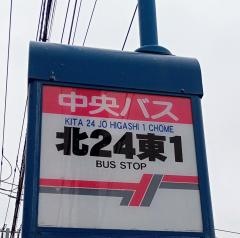 中央バス
KITA 24 JO HIGASHI 1 CHOME
北24東1
BUS STOP